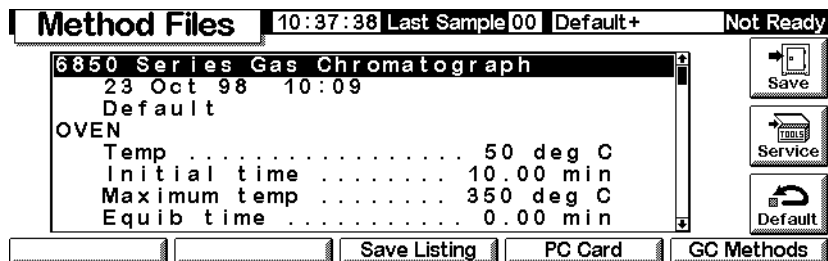 Method Files 10:37:38 Last Sample 00 Default+ Not Ready
6850 Series Gas Chromatograph
23 Oct 98 10:09
Default
OVEN
Temp .................. 50 deg C
Initial time ........ 10.00 min
Maximum temp ........ 350 deg C
Equib time ........... 0.00 min
Save
TOOLS
Service
Default
Save Listing PC Card GC Methods